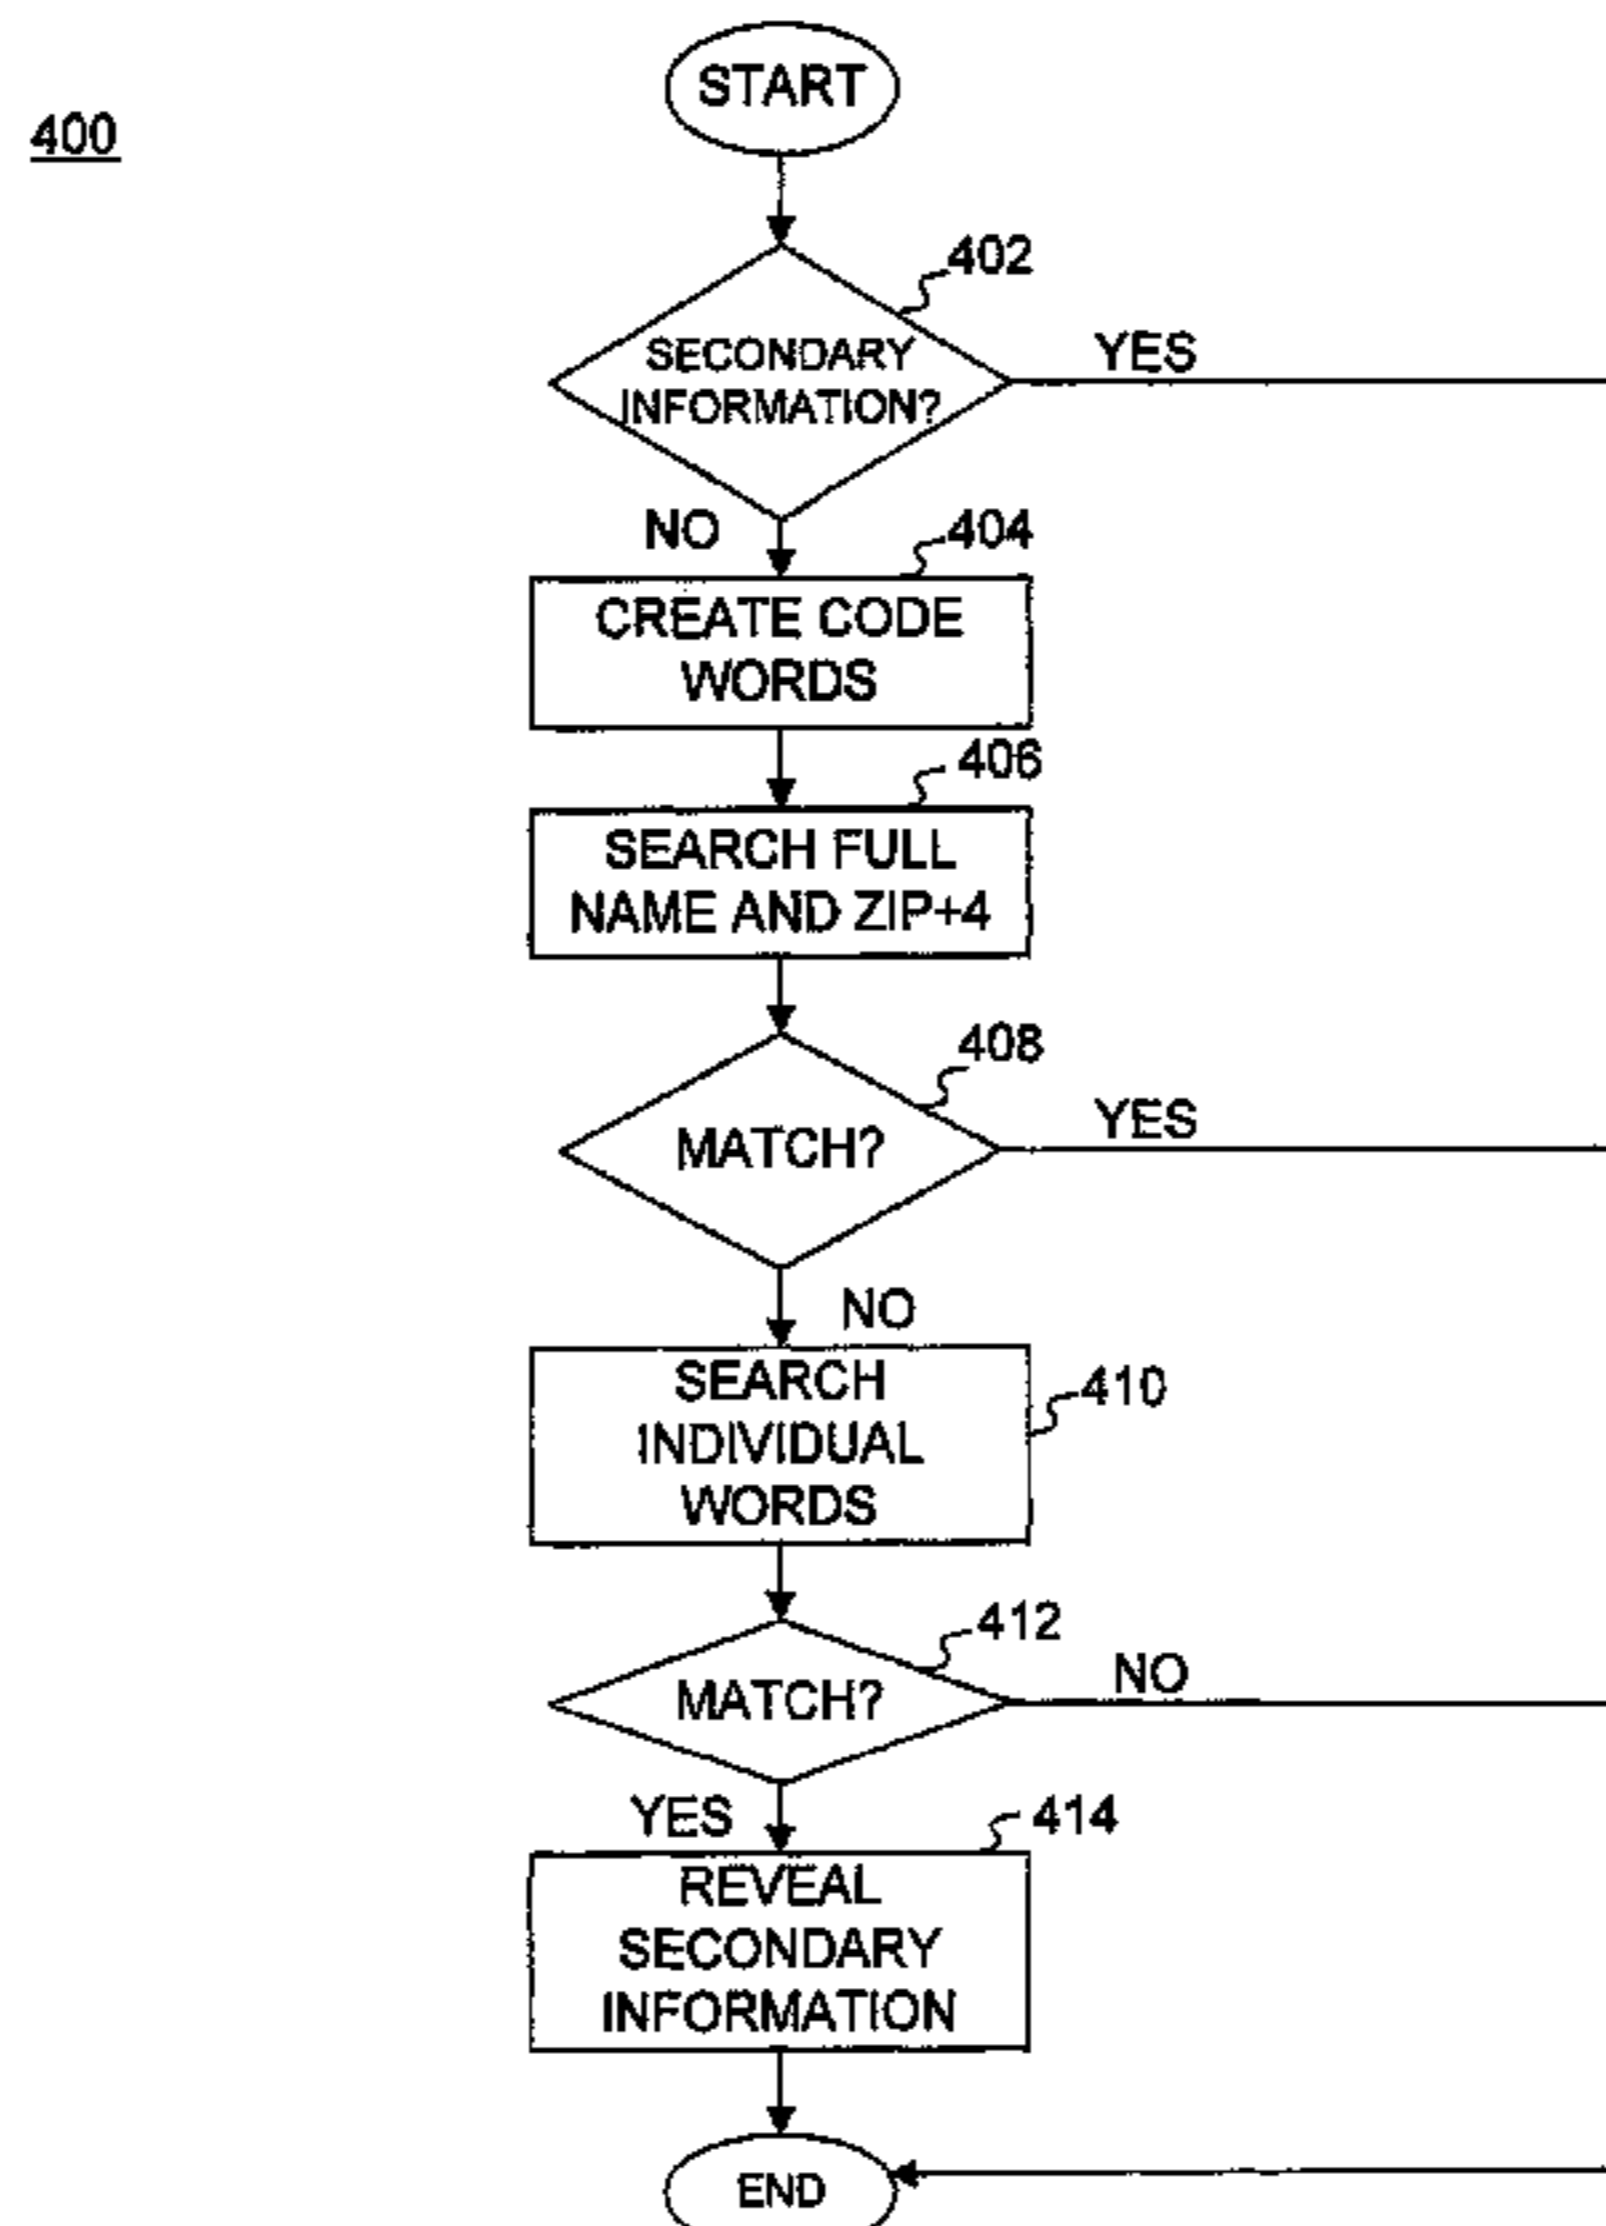 START
400
402
SECONDARY
INFORMATION?
YES
NO
404
CREATE CODE
WORDS
406
SEARCH FULL
NAME AND ZIP+4
408
MATCH?
YES
NO
SEARCH
INDIVIDUAL
WORDS
410
412
MATCH?
NO
YES
414
REVEAL
SECONDARY
INFORMATION
END